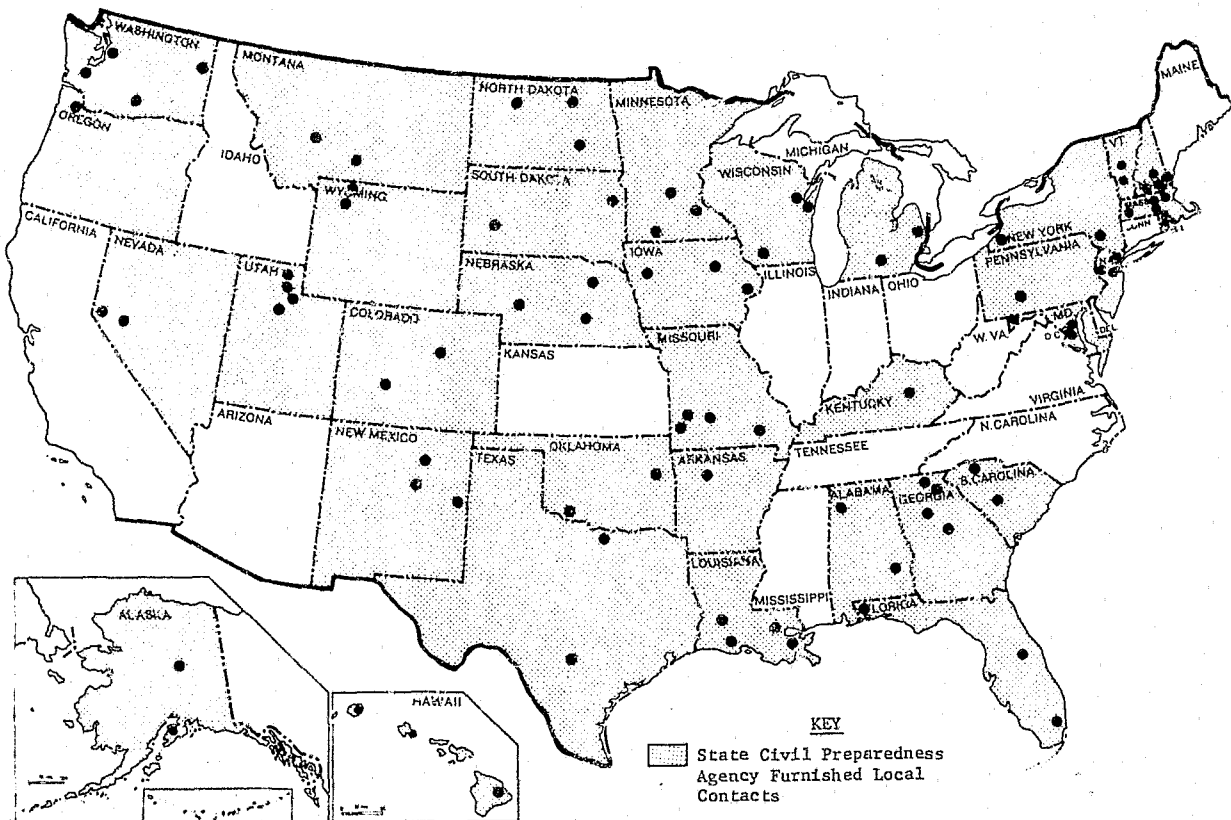 WASHINGTON
MONTANA
NORTH DAKOTA
MINNESOTA
MAINE
OREGON
IDAHO
MICHIGAN
VT
WISCONSIN
SOUTH DAKOTA
WYOMING
MASS
CALIFORNIA
NEVADA
NEW YORK
CONN
PENNSYLVANIA
IOWA
UTAH
NEBRASKA
ILLINOIS
INDIANA
OHIO
COLORADO
MD
DEL
W. VA.
D C
MISSOURI
KANSAS
VIRGINIA
KENTUCKY
ARIZONA
NEW MEXICO
N. CAROLINA
OKLAHOMA
TEXAS
TENNESSEE
ARKANSAS
S. CAROLINA
ALABAMA
GEORGIA
LOUISIANA
MISSISSIPPI
FLORIDA
ALASKA
HAWAII
KEY
State Civil Preparedness
Agency Furnished Local
Contacts